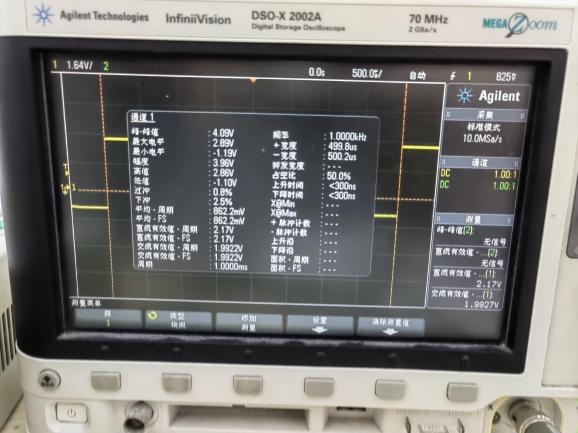 Agilent Technologies InfiniiVision DSO-X 2002A 70 MHz MEGA Zoom
Digital Storage Oscilloscope 2 GSa/s
1 1.64V/ 2 0.0s 500.0㎲/ 自动 1 825mV
Agilent
采集
标准模式
10.0MSa/s
通道
DC 1.00:1
DC 1.00:1
测量
峰-峰值(2):
无信号
直流有效值 - ...(2):
无信号
直流有效值 - ...(1):
2.17V
交流有效值 - ...(1):
1.9927V
通道 1
峰-峰值 : 4.09V
最大电平 : 2.89V
最小电平 : -1.19V
幅度 : 3.96V
高值 : 2.86V
低值 : -1.10V
过冲 : 0.8%
下冲 : 2.5%
平均 - 周期 : 862.2mV
平均 - FS : 862.2mV
直流有效值 - 周期 : 2.17V
直流有效值 - FS : 2.17V
交流有效值 - 周期 : 1.9922V
交流有效值 - FS : 1.9922V
周期 : 1.0000ms
频率 : 1.0000kHz
+ 宽度 : 499.8us
- 宽度 : 500.2us
猝发宽度 : ---
占空比 : 50.0%
上升时间 : <300ns
下降时间 : <300ns
X@Min : ---
X@Max : ---
+ 脉冲计数 : ---
- 脉冲计数 : ---
上升沿 : ---
下降沿 : ---
面积 - 周期 : ---
面积 - FS : ---
测量菜单
源
1
类型:
快照
添加
测量
设置
清除测量值